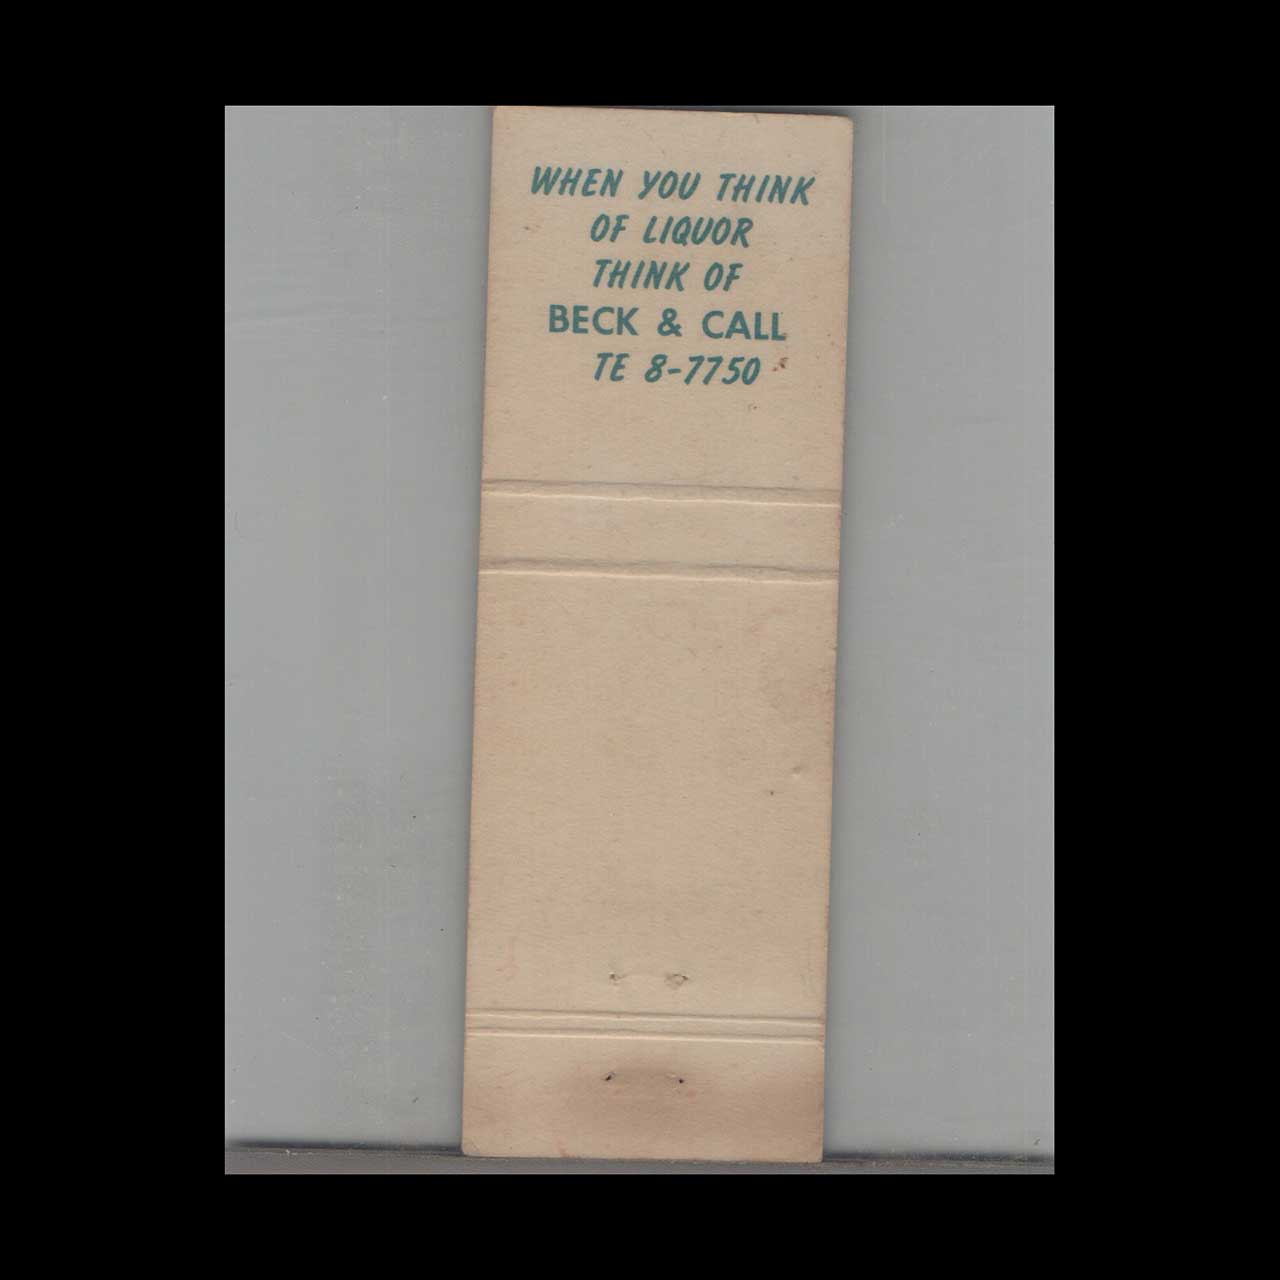 WHEN YOU THINK
OF LIQUOR
THINK OF
BECK & CALL
TE 8-7750